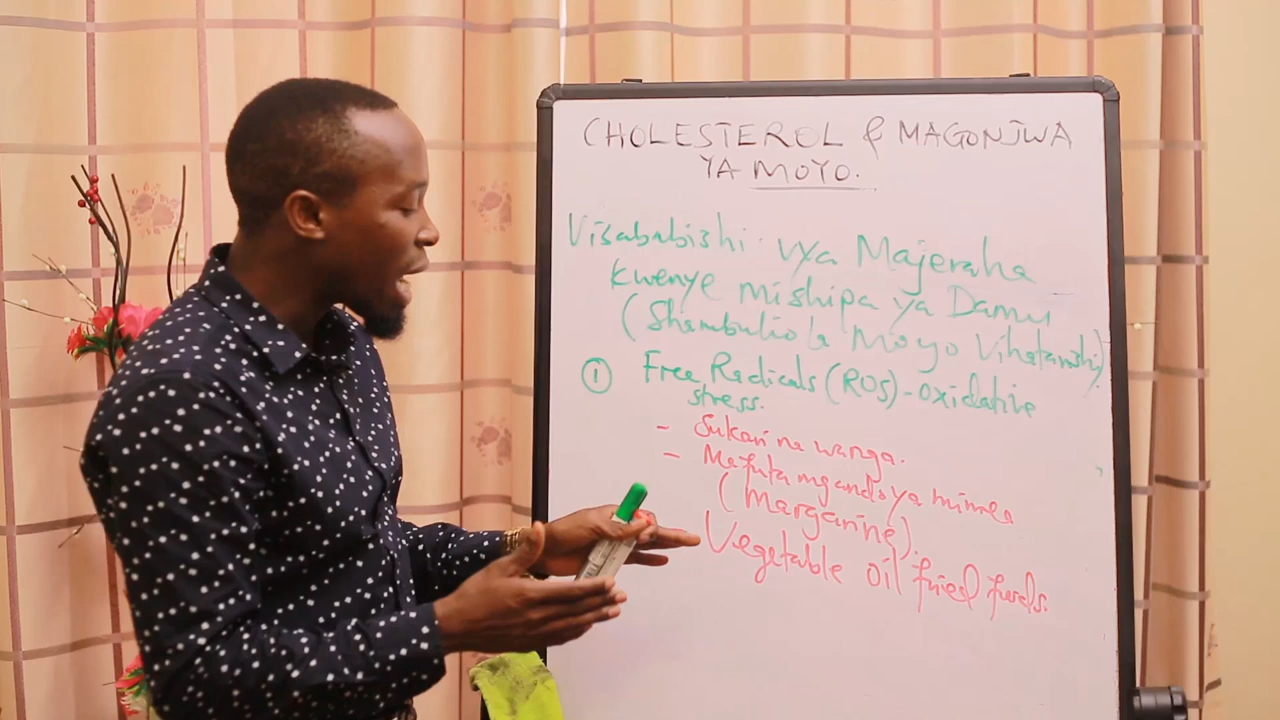 CHOLESTEROL & MAGONJWA
YA MOYO.
Visababishi vya Majeraha
kwenye mishipa ya Damu
(Shambulio la Moyo Vihatarishi)
① Free Radicals (ROS) - Oxidative
stress.
- Sukari na wanga.
- Mafuta mgando ya mimea
(Margarine).
Vegetable oil fried foods.